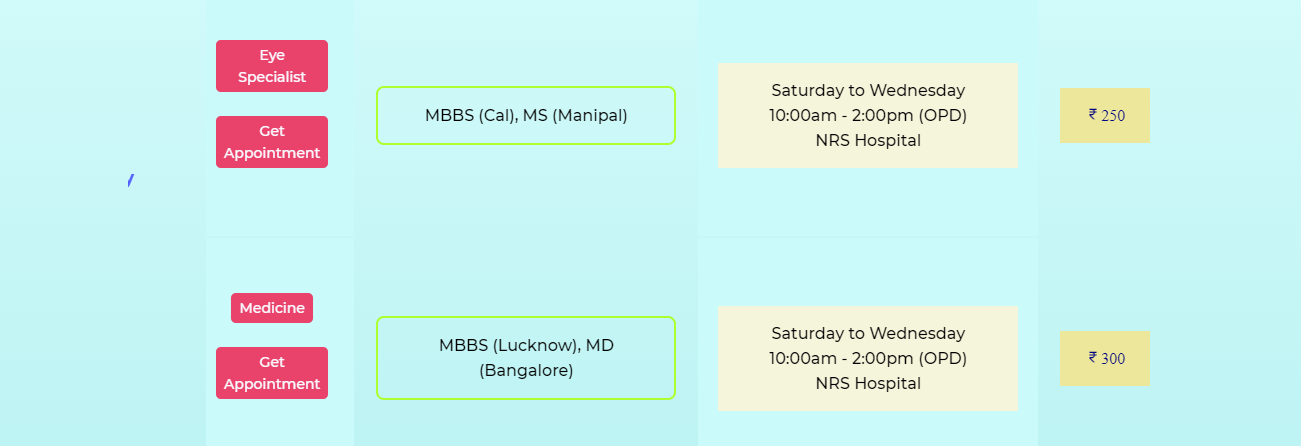 Eye
Specialist
Get
Appointment
MBBS (Cal), MS (Manipal)
Saturday to Wednesday
10:00am - 2:00pm (OPD)
NRS Hospital
₹ 250
Medicine
Get
Appointment
MBBS (Lucknow), MD
(Bangalore)
Saturday to Wednesday
10:00am - 2:00pm (OPD)
NRS Hospital
₹ 300